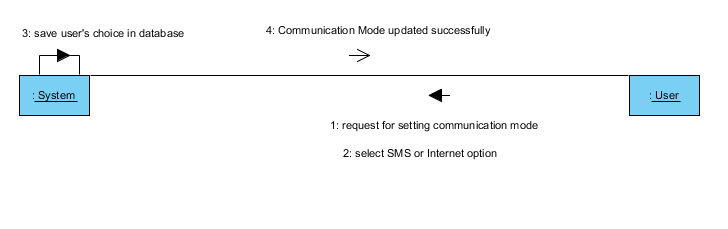 3: save user's choice in database
4: Communication Mode updated successfully
: System
: User
1: request for setting communication mode
2: select SMS or Internet option